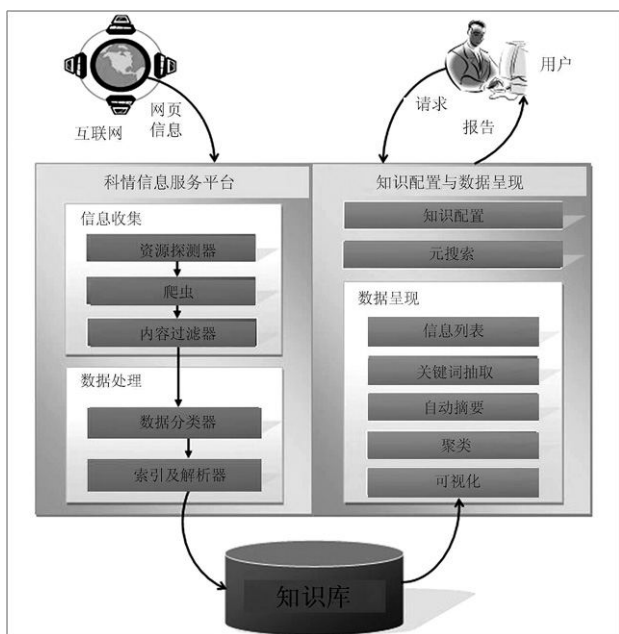 互联网
网页
信息
请求
报告
用户
科情信息服务平台
信息收集
资源探测器
爬虫
内容过滤器
数据处理
数据分类器
索引及解析器
知识配置与数据呈现
知识配置
元搜索
数据呈现
信息列表
关键词抽取
自动摘要
聚类
可视化
知识库